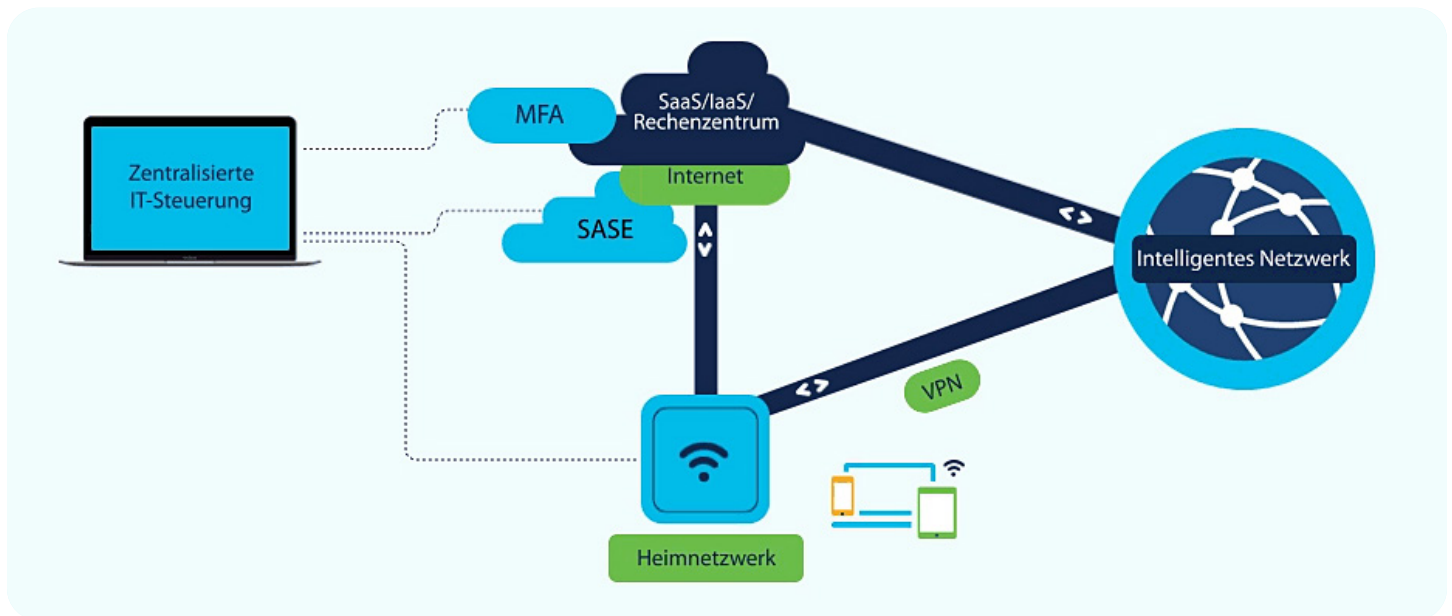 MFA
SaaS/IaaS/
Rechenzentrum
Zentralisierte
IT-Steuerung
Internet
SASE
Intelligentes Netzwerk
VPN
Heimnetzwerk